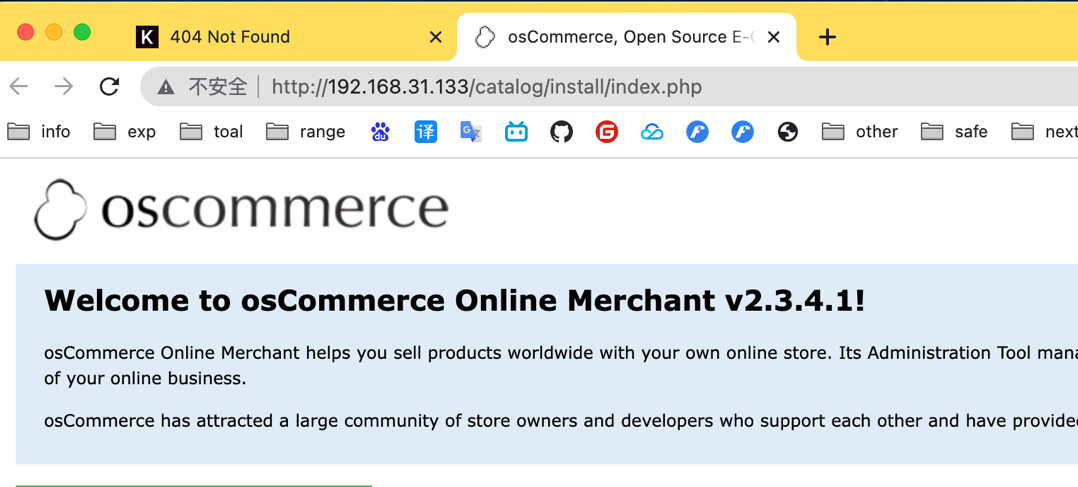 404 Not Found
osCommerce, Open Source E-C
不安全 http://192.168.31.133/catalog/install/index.php
info exp toal range 译 other safe next
oscommerce
Welcome to osCommerce Online Merchant v2.3.4.1!
osCommerce Online Merchant helps you sell products worldwide with your own online store. Its Administration Tool mana
of your online business.
osCommerce has attracted a large community of store owners and developers who support each other and have provided